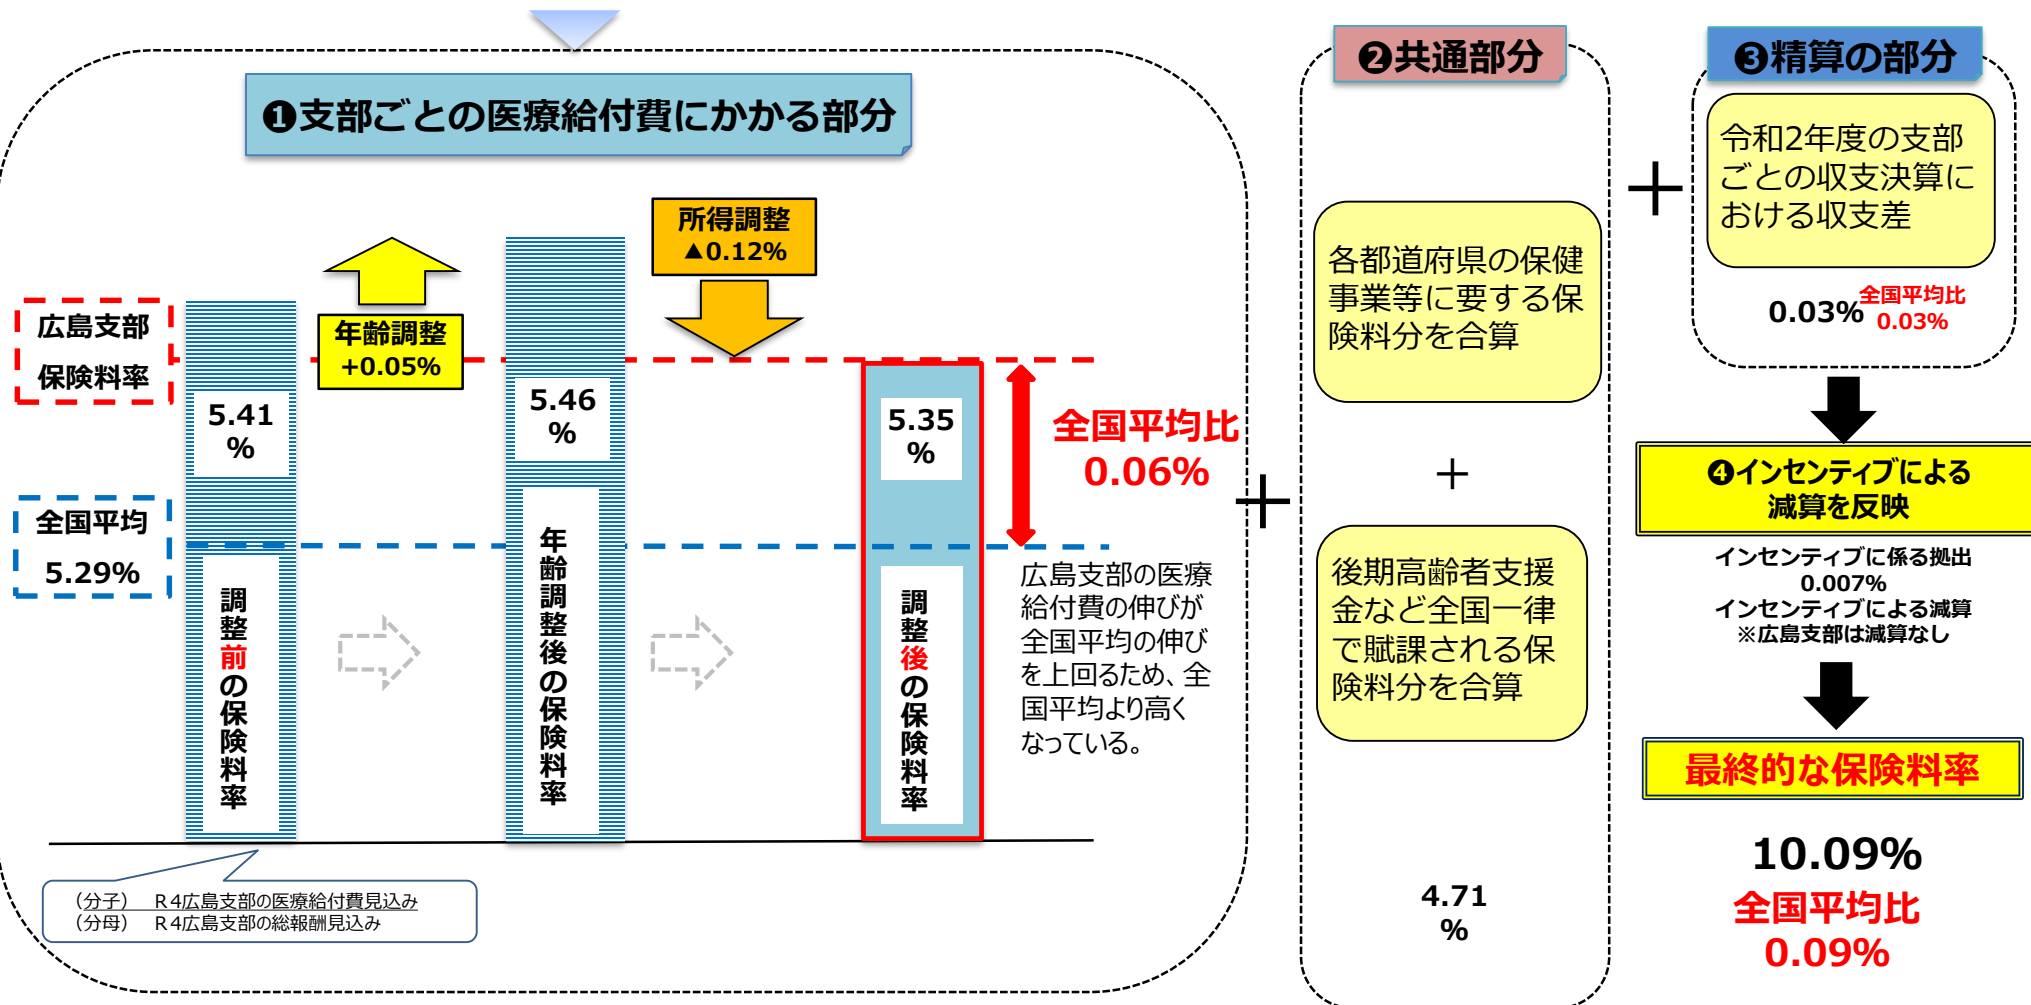 ❶支部ごとの医療給付費にかかる部分
広島支部
保険料率
全国平均
5.29%
5.41
%
調整前の保険料率
年齢調整
+0.05%
5.46
%
年齢調整後の保険料率
所得調整
▲0.12%
5.35
%
調整後の保険料率
全国平均比
0.06%
広島支部の医療
給付費の伸びが
全国平均の伸び
を上回るため、全
国平均より高く
なっている。
（分子）　R4広島支部の医療給付費見込み
（分母）　R4広島支部の総報酬見込み
+
❷共通部分
各都道府県の保健
事業等に要する保
険料分を合算
+
後期高齢者支援
金など全国一律
で賦課される保
険料分を合算
4.71
%
+
❸精算の部分
令和2年度の支部
ごとの収支決算に
おける収支差
0.03%
全国平均比
0.03%
❹インセンティブによる
減算を反映
インセンティブに係る拠出
0.007%
インセンティブによる減算
※広島支部は減算なし
最終的な保険料率
10.09%
全国平均比
0.09%